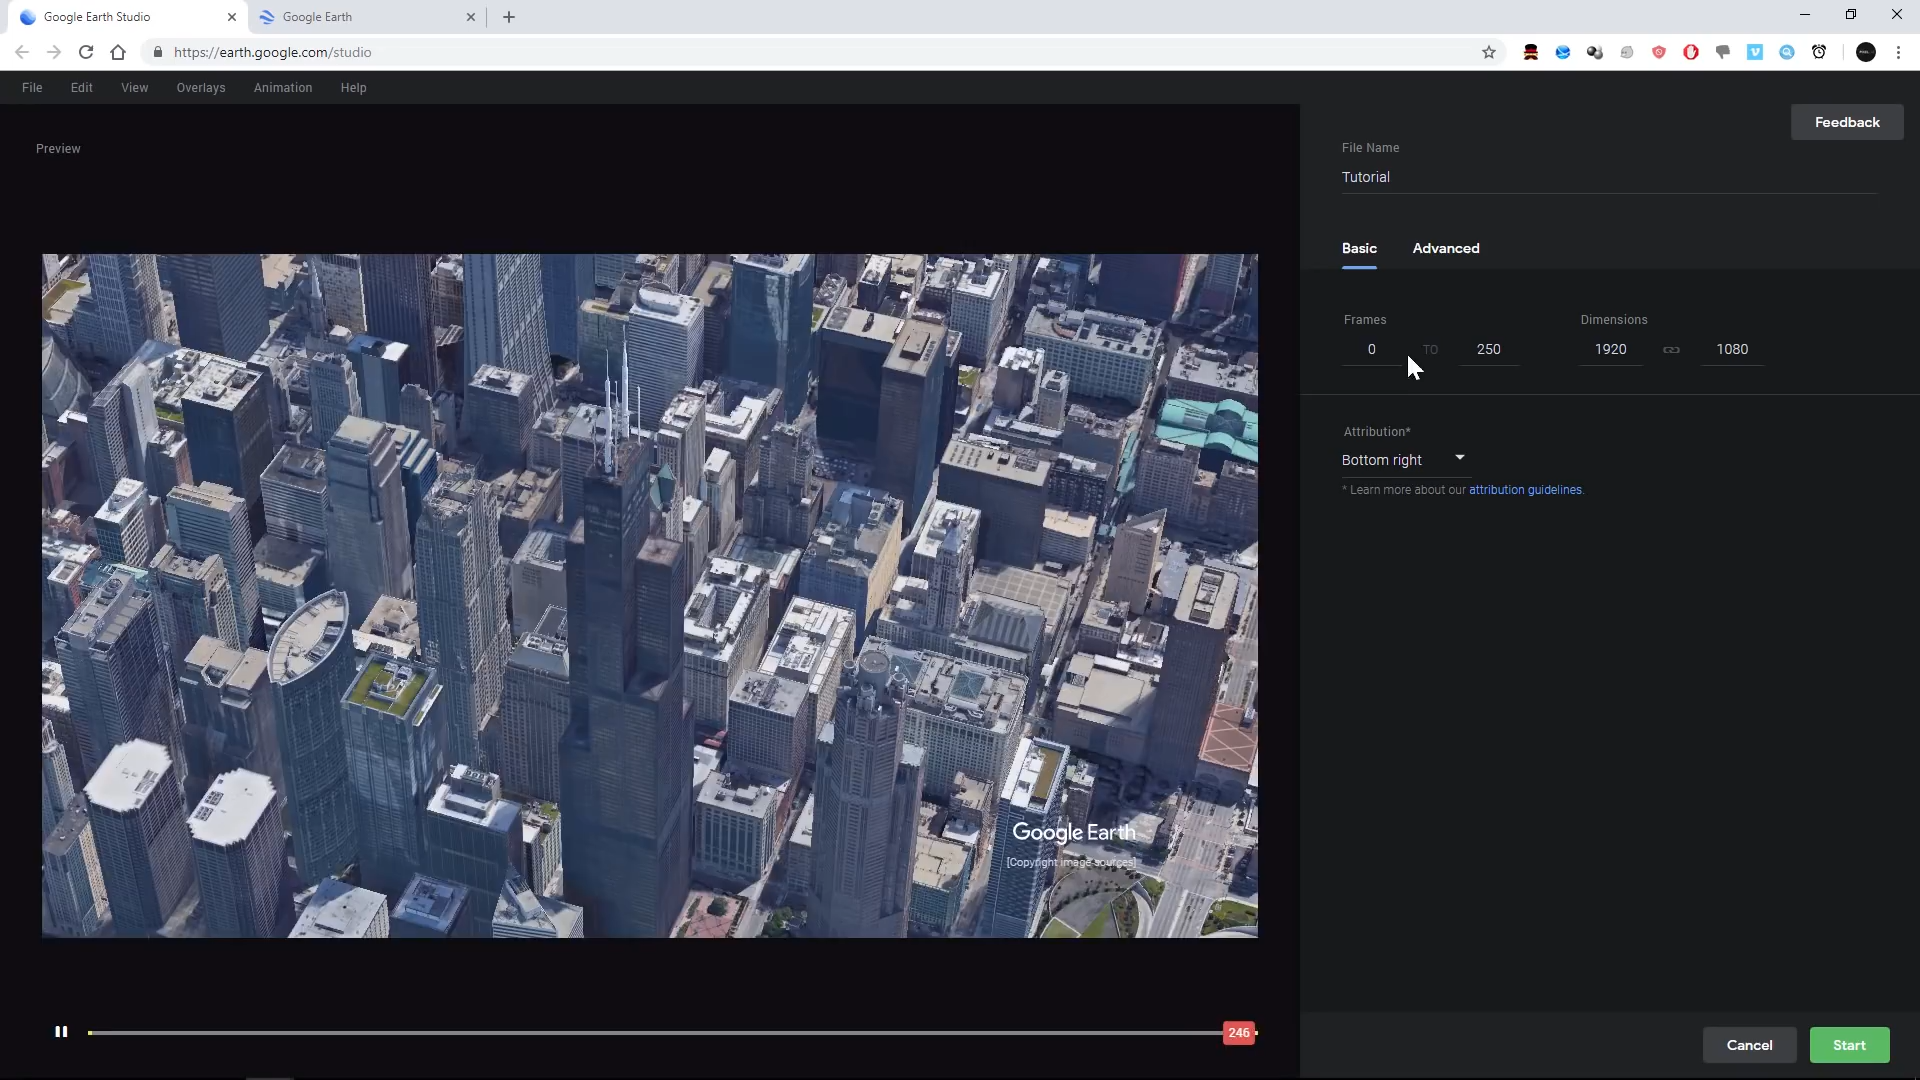 Google Earth Studio
Google Earth
https://earth.google.com/studio
File Edit View Overlays Animation Help
Feedback
Preview
File Name
Tutorial
Basic Advanced
Frames Dimensions
0 TO 250 1920 1080
Attribution*
Bottom right
* Learn more about our attribution guidelines.
Google Earth
[Copyright image sources]
246
Cancel Start